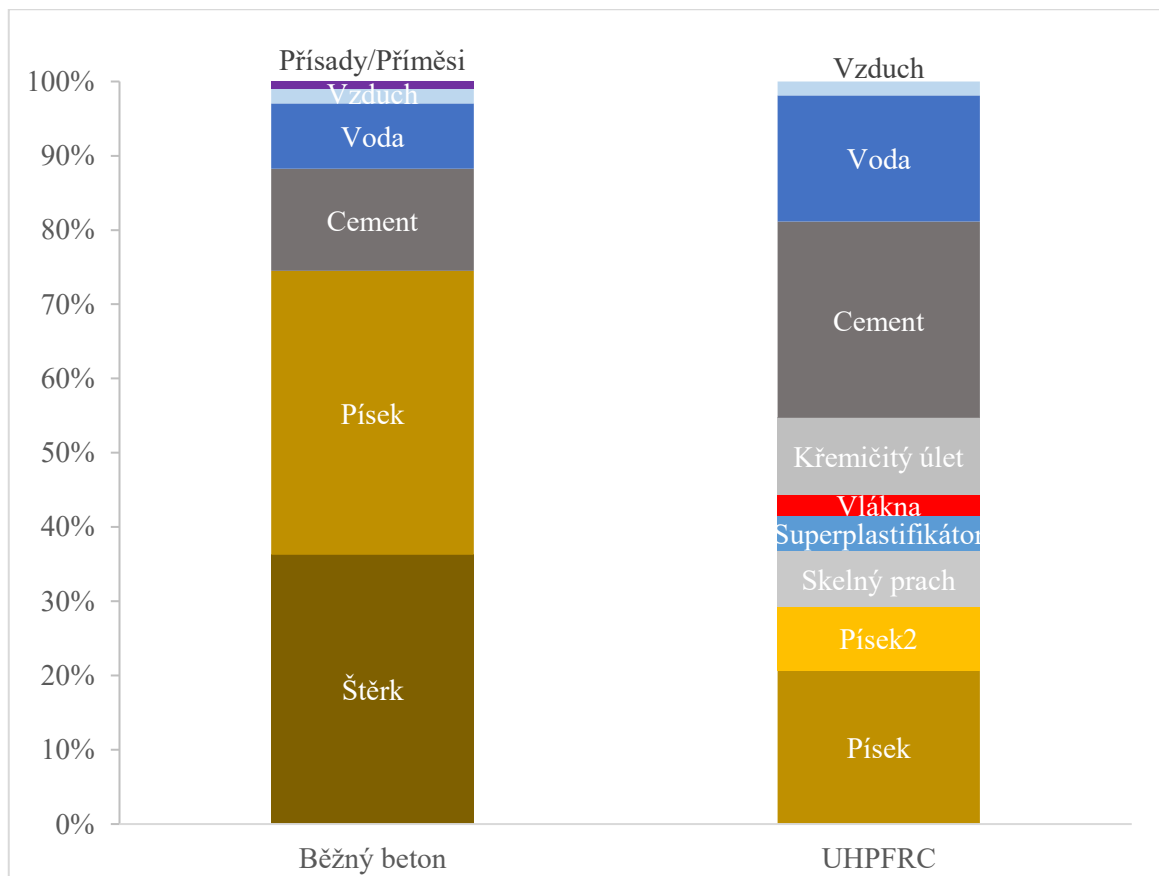 Přísady/Příměsi
Vzduch
100%
Vzduch
90%
Voda
Voda
80%
Cement
70%
Cement
60%
Písek
50%
Křemičitý úlet
40%
Vlákna
Superplastifikátor
30%
Skelný prach
20%
Štěrk
Písek2
10%
Písek
0%
Běžný beton
UHPFRC